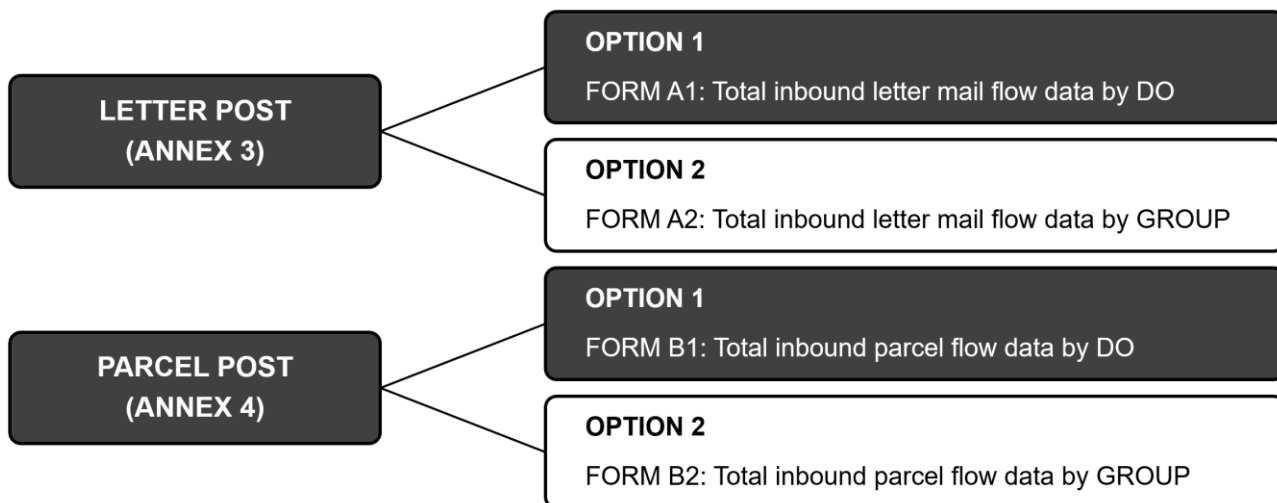 LETTER POST
(ANNEX 3)
OPTION 1
FORM A1: Total inbound letter mail flow data by DO
OPTION 2
FORM A2: Total inbound letter mail flow data by GROUP
PARCEL POST
(ANNEX 4)
OPTION 1
FORM B1: Total inbound parcel flow data by DO
OPTION 2
FORM B2: Total inbound parcel flow data by GROUP